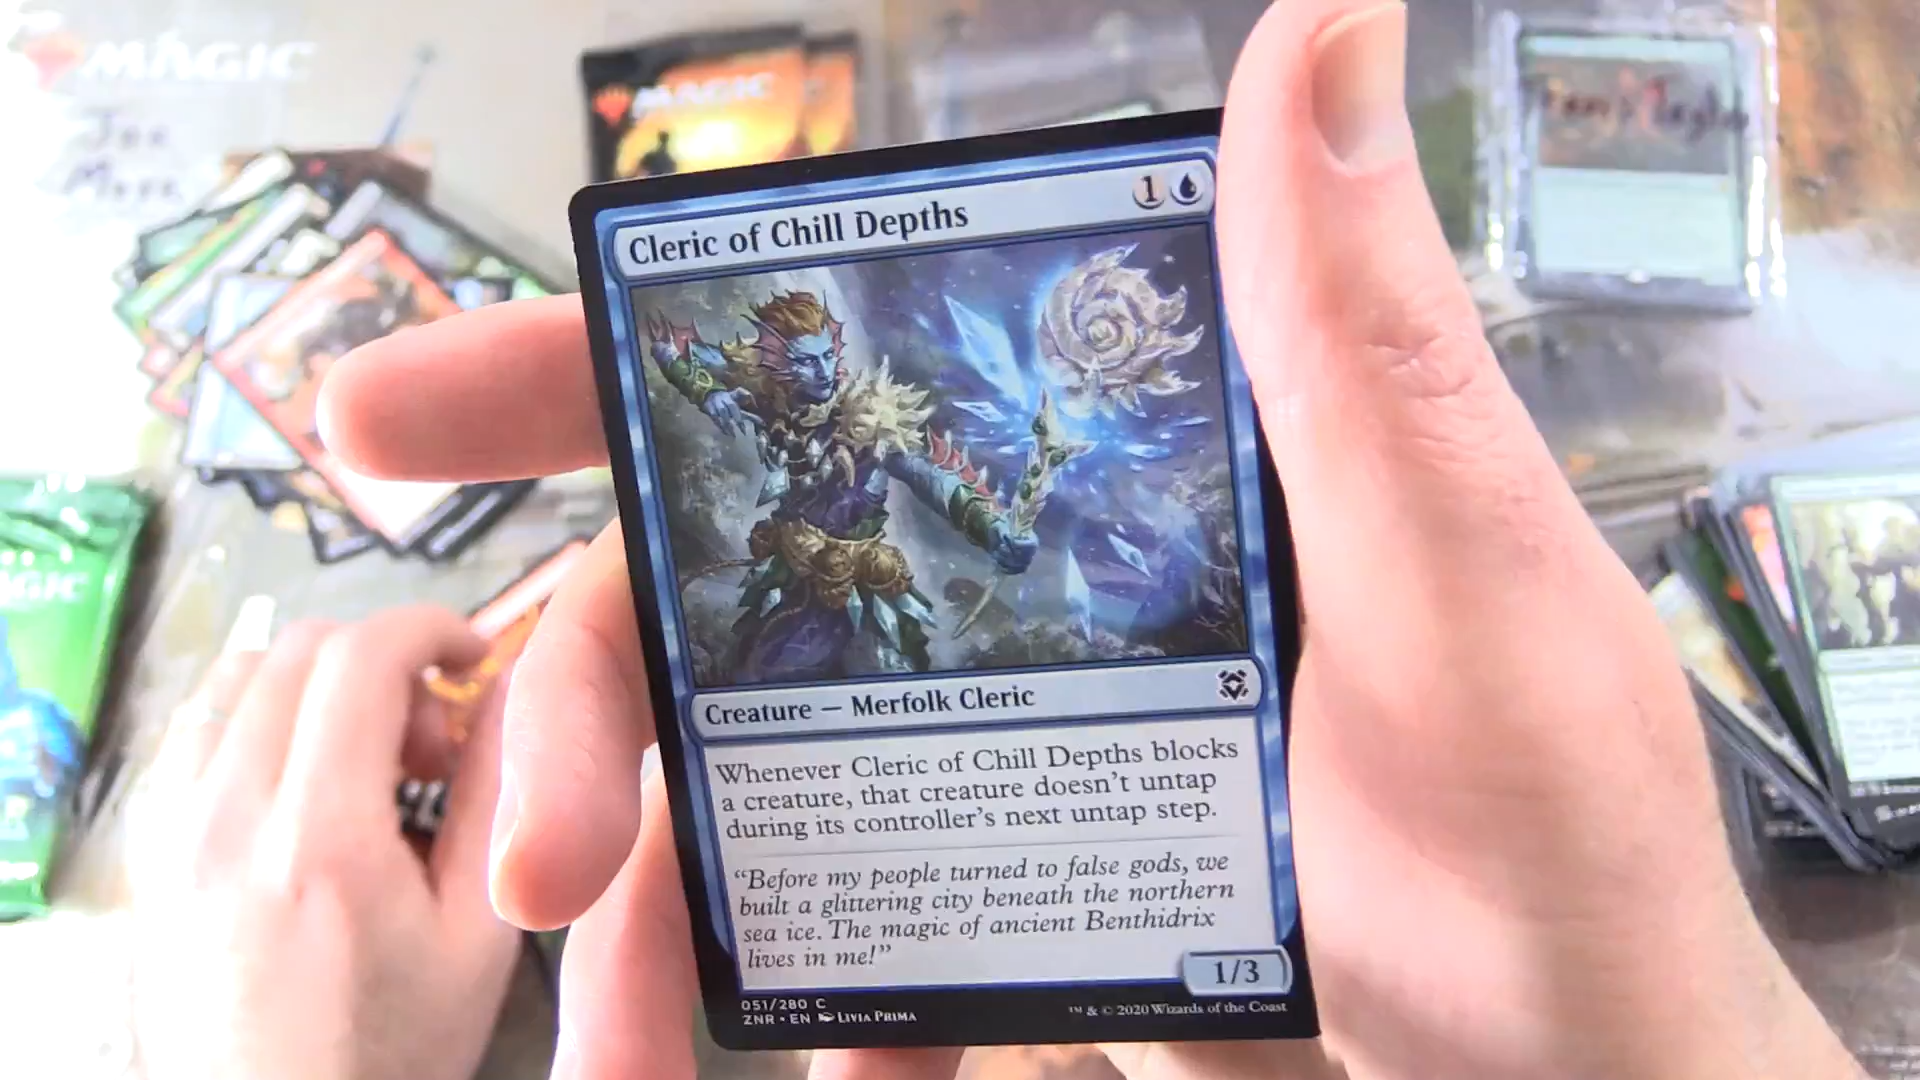 MAGIC
MAGIC
Cleric of Chill Depths
1
Creature — Merfolk Cleric
Whenever Cleric of Chill Depths blocks
a creature, that creature doesn't untap
during its controller's next untap step.
"Before my people turned to false gods, we
built a glittering city beneath the northern
sea ice. The magic of ancient Benthidrix
lives in me!"
1/3
051/280 C
ZNR • EN LIVIA PRIMA
™ & © 2020 Wizards of the Coast